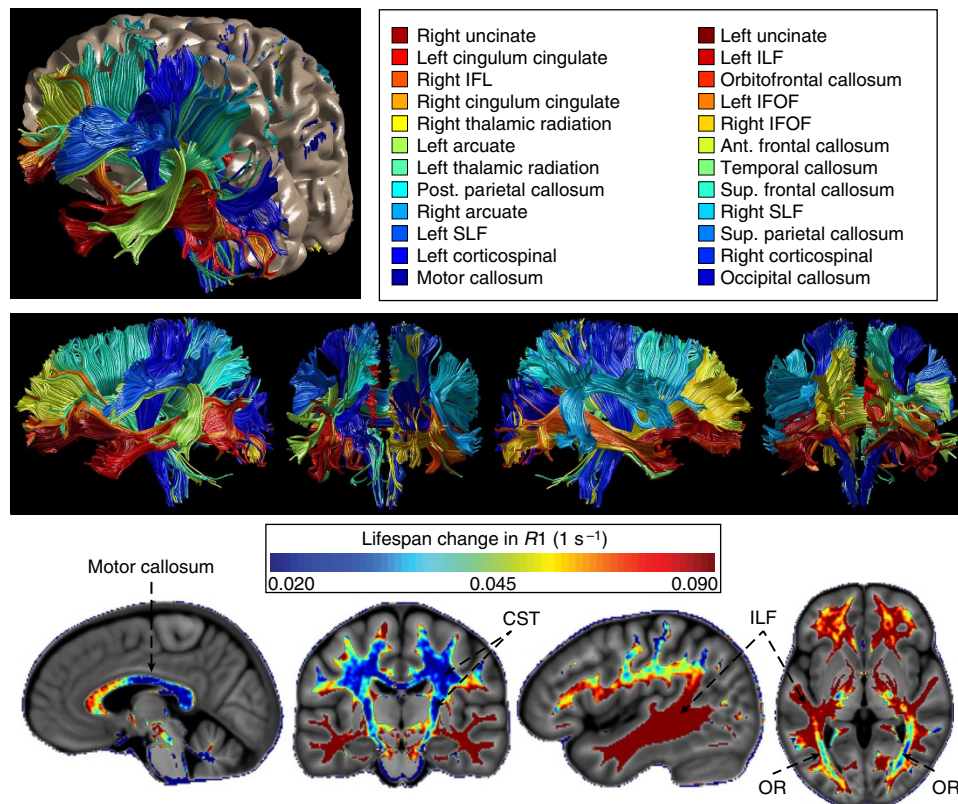 Right uncinate
Left cingulum cingulate
Right IFL
Right cingulum cingulate
Right thalamic radiation
Left arcuate
Left thalamic radiation
Post. parietal callosum
Right arcuate
Left SLF
Left corticospinal
Motor callosum
Left uncinate
Left ILF
Orbitofrontal callosum
Left IFOF
Right IFOF
Ant. frontal callosum
Temporal callosum
Sup. frontal callosum
Right SLF
Sup. parietal callosum
Right corticospinal
Occipital callosum
Lifespan change in R1 (1 s⁻¹)
0.020 0.045 0.090
Motor callosum
CST
ILF
OR
OR